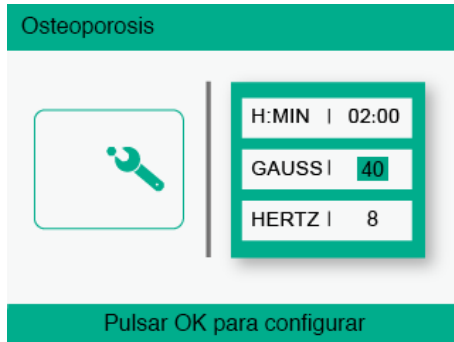 Osteoporosis
H:MIN | 02:00
GAUSS | 40
HERTZ | 8
Pulsar OK para configurar